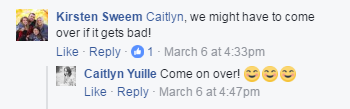 Kirsten Sweem Caitlyn, we might have to come
over if it gets bad!
Like · Reply · 1 · March 6 at 4:33pm
Caitlyn Yuille Come on over! 😄😄😄
Like · Reply · March 6 at 4:47pm